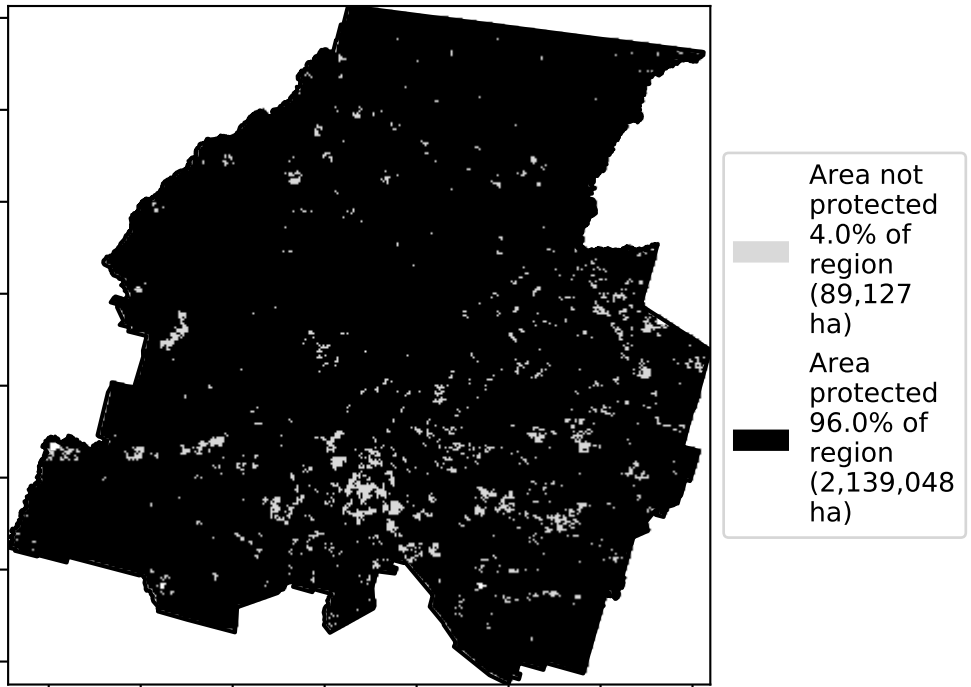 Area not
protected
4.0% of
region
(89,127
ha)
Area
protected
96.0% of
region
(2,139,048
ha)